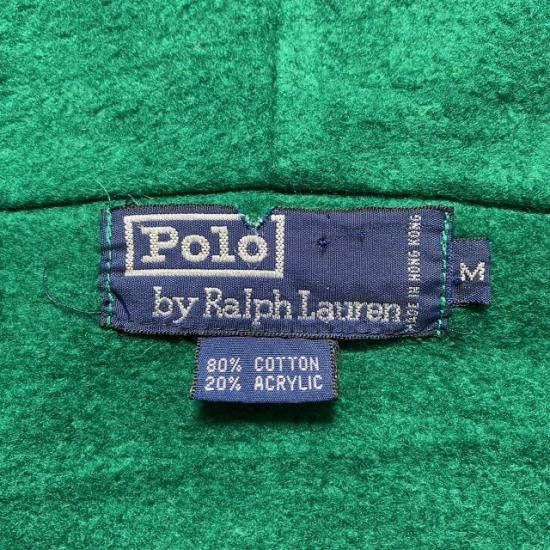 Polo
by Ralph Lauren
MADE IN HONG KONG
M
80% COTTON
20% ACRYLIC